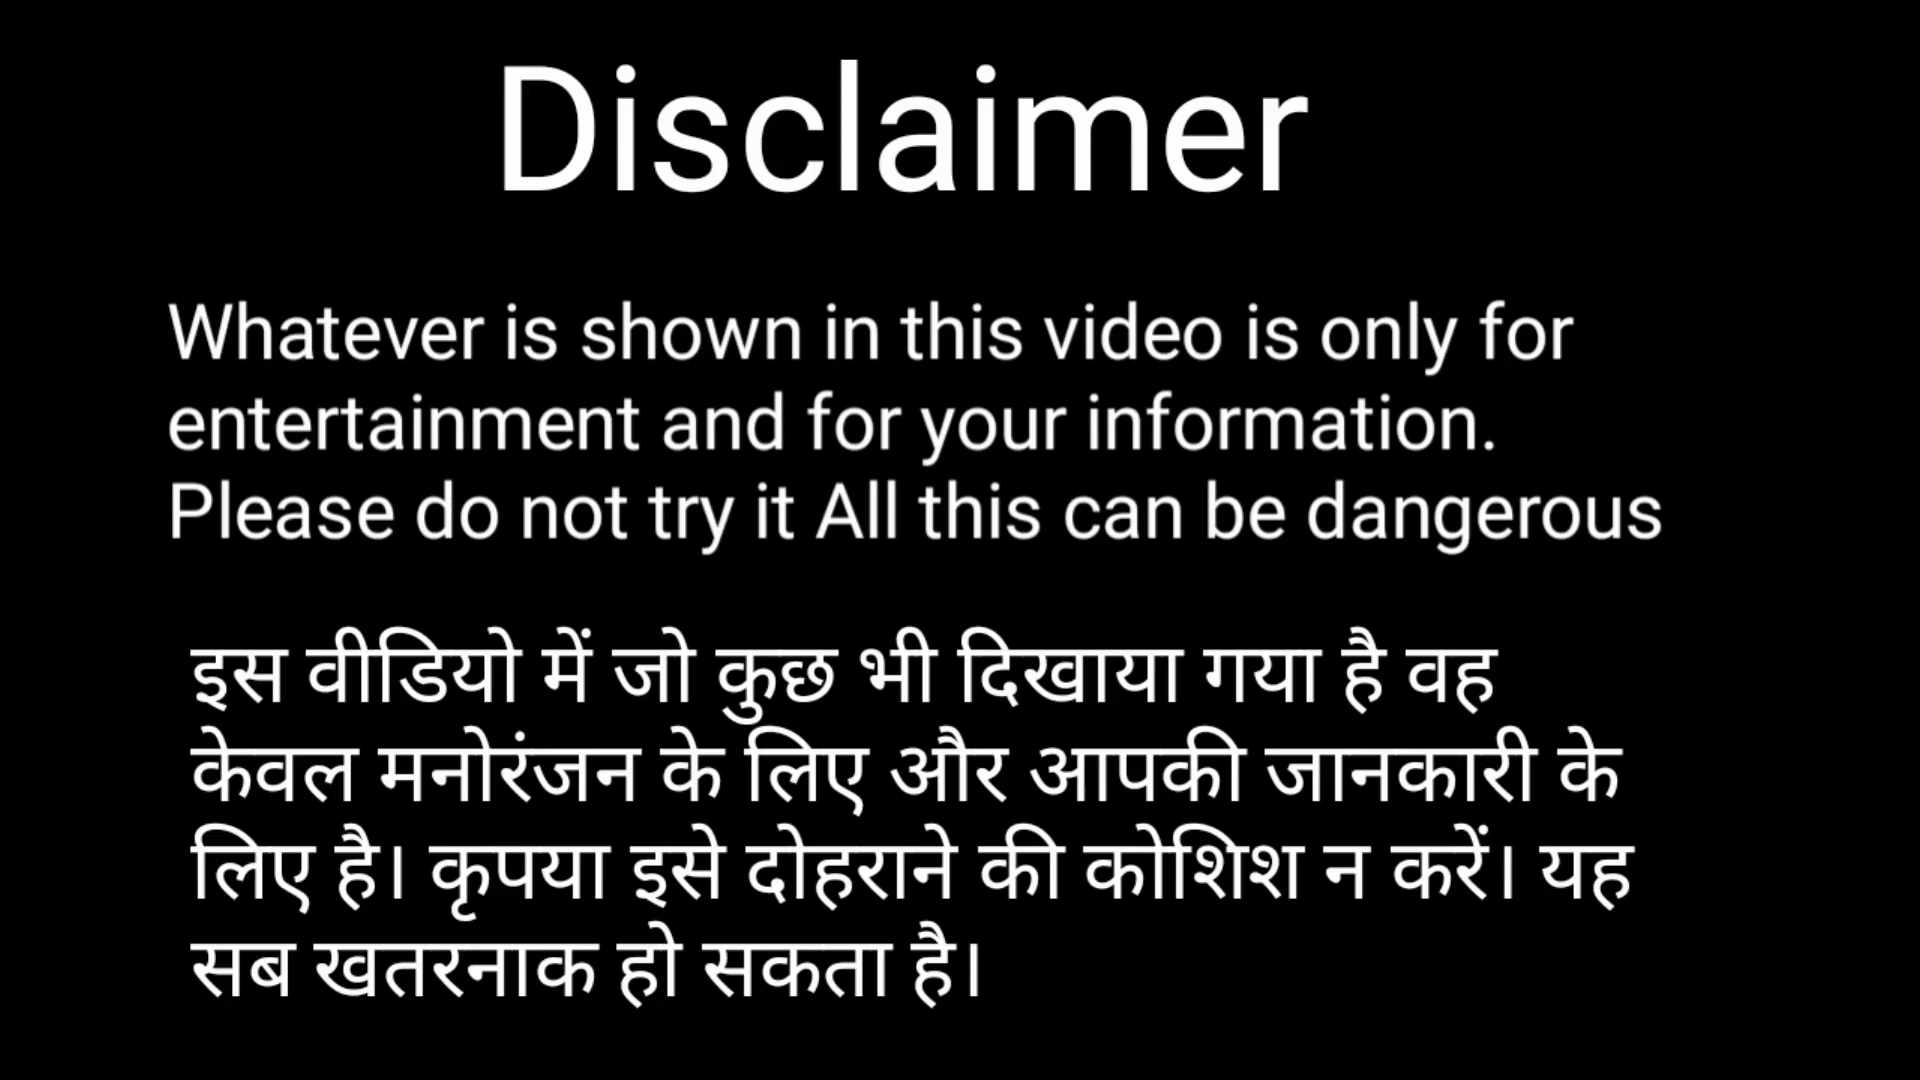 Disclaimer
Whatever is shown in this video is only for
entertainment and for your information.
Please do not try it All this can be dangerous
इस वीडियो में जो कुछ भी दिखाया गया है वह
केवल मनोरंजन के लिए और आपकी जानकारी के
लिए है। कृपया इसे दोहराने की कोशिश न करें। यह
सब खतरनाक हो सकता है।